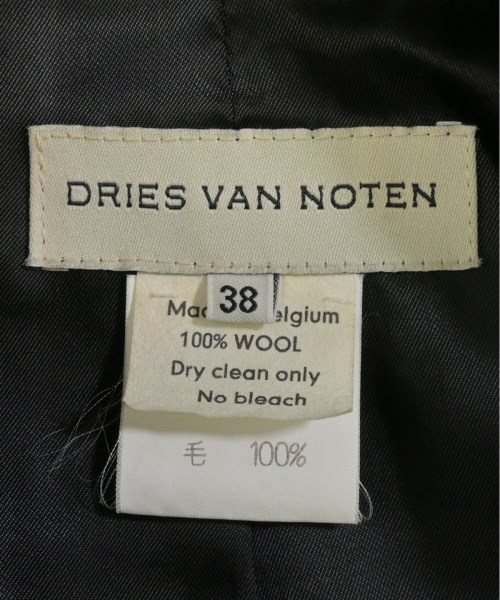 DRIES VAN NOTEN
38
Mad elgium
100% WOOL
Dry clean only
No bleach
毛 100%